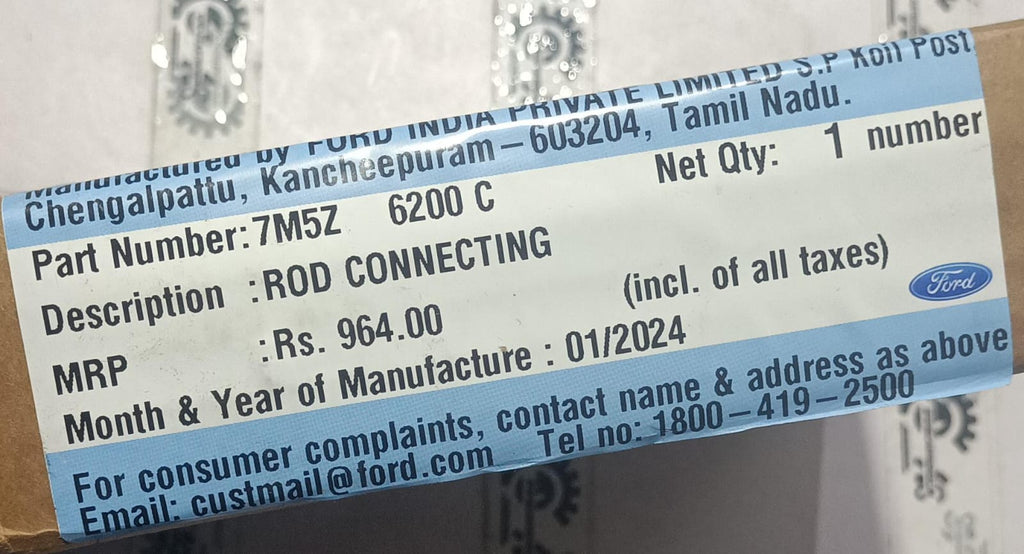 Manufactured by FORD INDIA PRIVATE LIMITED S.P Koil Post,
Chengalpattu, Kancheepuram – 603204, Tamil Nadu.
Part Number: 7M5Z 6200 C Net Qty: 1 number
Description : ROD CONNECTING
MRP : Rs. 964.00 (incl. of all taxes)
Ford
Month & Year of Manufacture : 01/2024
For consumer complaints, contact name & address as above
Email: custmail@ford.com Tel no: 1800–419–2500